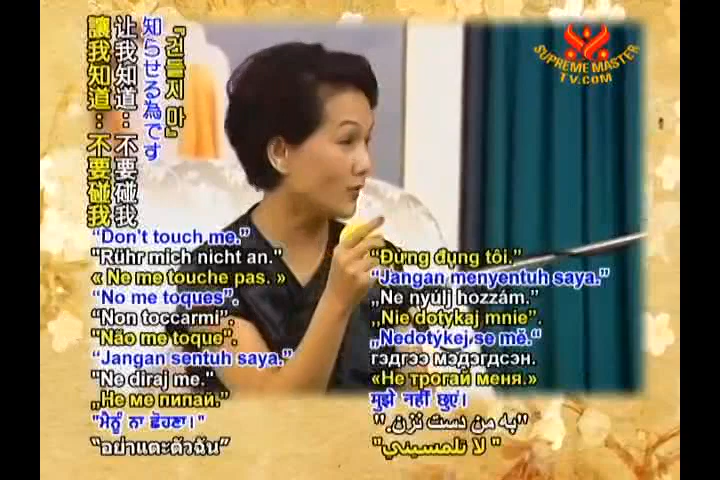 讓我知道：不要碰我
让我知道：不要碰我
知らせる為です
『건들지 마』
SUPREME MASTER
TV.COM
“Don't touch me.”
"Rühr mich nicht an."
« Ne me touche pas. »
“No me toques”.
“Non toccarmi”.
"Não me toque".
“Jangan sentuh saya.”
"Ne diraj me."
„Не ме пипай.“
"ਮੈਨੂੰ ਨਾ ਛੋਹਣਾ।"
“อย่าแตะตัวฉัน”
“Đừng đụng tôi.”
“Jangan menyentuh saya.”
„Ne nyúlj hozzám.”
„Nie dotykaj mnie”.
„Nedotýkej se mě.”
гэдгээ мэдэгдсэн.
«Не трогай меня.»
मुझे नहीं छुएं।
"به من دست نزن."
"لا تلمسيني"